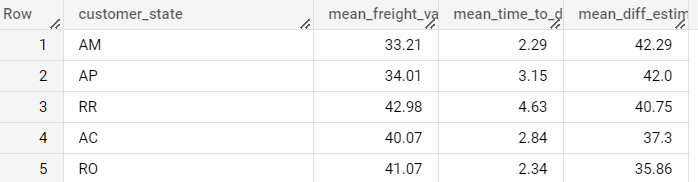 Row customer_state mean_freight_va mean_time_to_d mean_diff_estim
1 AM 33.21 2.29 42.29
2 AP 34.01 3.15 42.0
3 RR 42.98 4.63 40.75
4 AC 40.07 2.84 37.3
5 RO 41.07 2.34 35.86